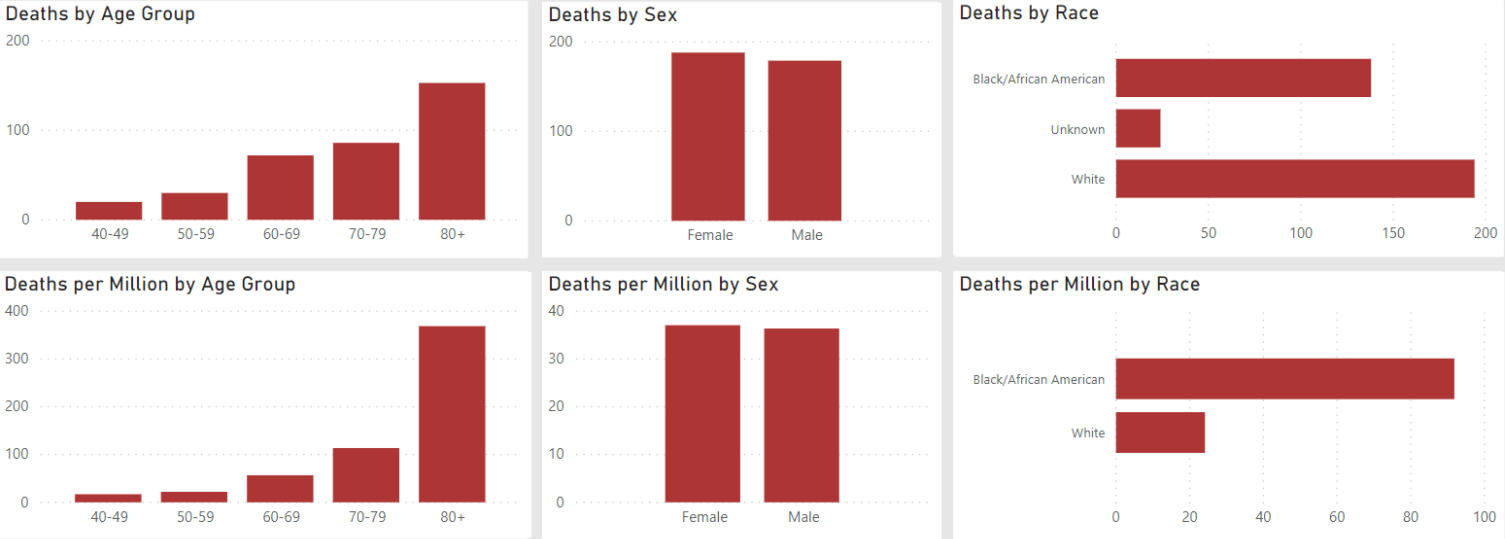 Deaths by Age Group
200
100
0
40-49 50-59 60-69 70-79 80+
Deaths by Sex
200
100
0
Female Male
Deaths by Race
Black/African American
Unknown
White
0 50 100 150 200
Deaths per Million by Age Group
400
300
200
100
0
40-49 50-59 60-69 70-79 80+
Deaths per Million by Sex
40
30
20
10
0
Female Male
Deaths per Million by Race
Black/African American
White
0 20 40 60 80 100